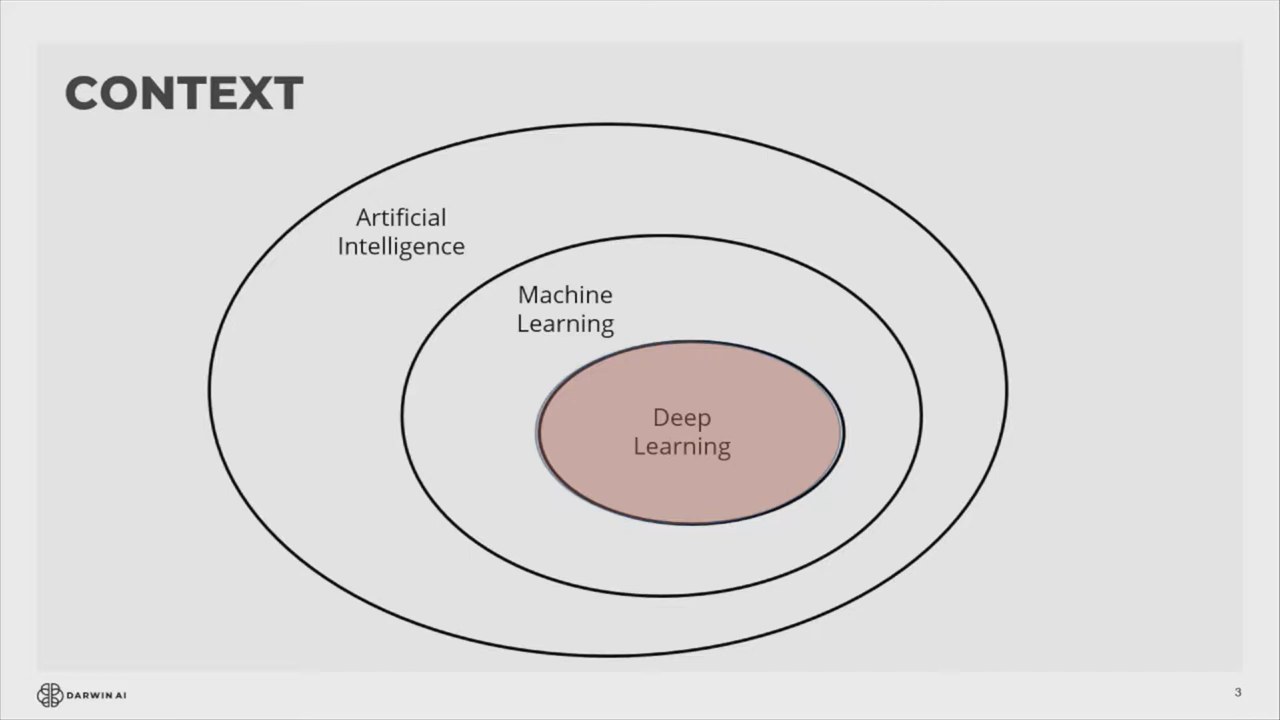 CONTEXT
Artificial
Intelligence
Machine
Learning
Deep
Learning
DARWIN AI
3